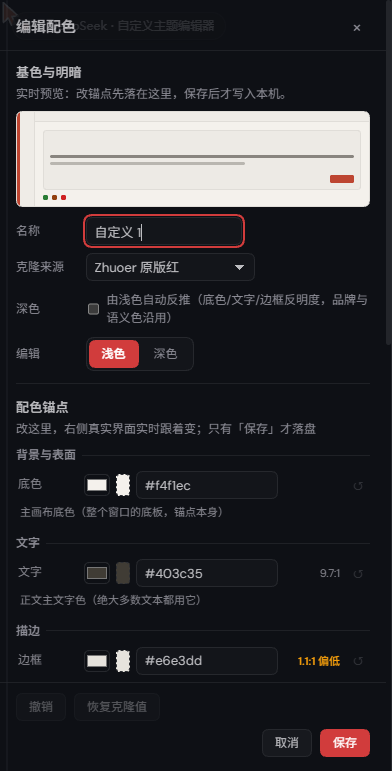 编辑配色
Seek - 自定义主题编辑器
×
基色与明暗
实时预览：改锚点先落在这里，保存后才写入本机。
名称
自定义 1
克隆来源
Zhuoer 原版红
深色
由浅色自动反推（底色/文字/边框反明度，品牌与
语义色沿用）
编辑
浅色
深色
配色锚点
改这里，右侧真实界面实时跟着变；只有「保存」才落盘
背景与表面
底色
#f4f1ec
↺
主画布底色（整个窗口的底板，锚点本身）
文字
文字
#403c35
9.7:1
↺
正文主文字色（绝大多数文本都用它）
描边
边框
#e6e3dd
1.1:1 偏低
↺
撤销
恢复克隆值
取消
保存